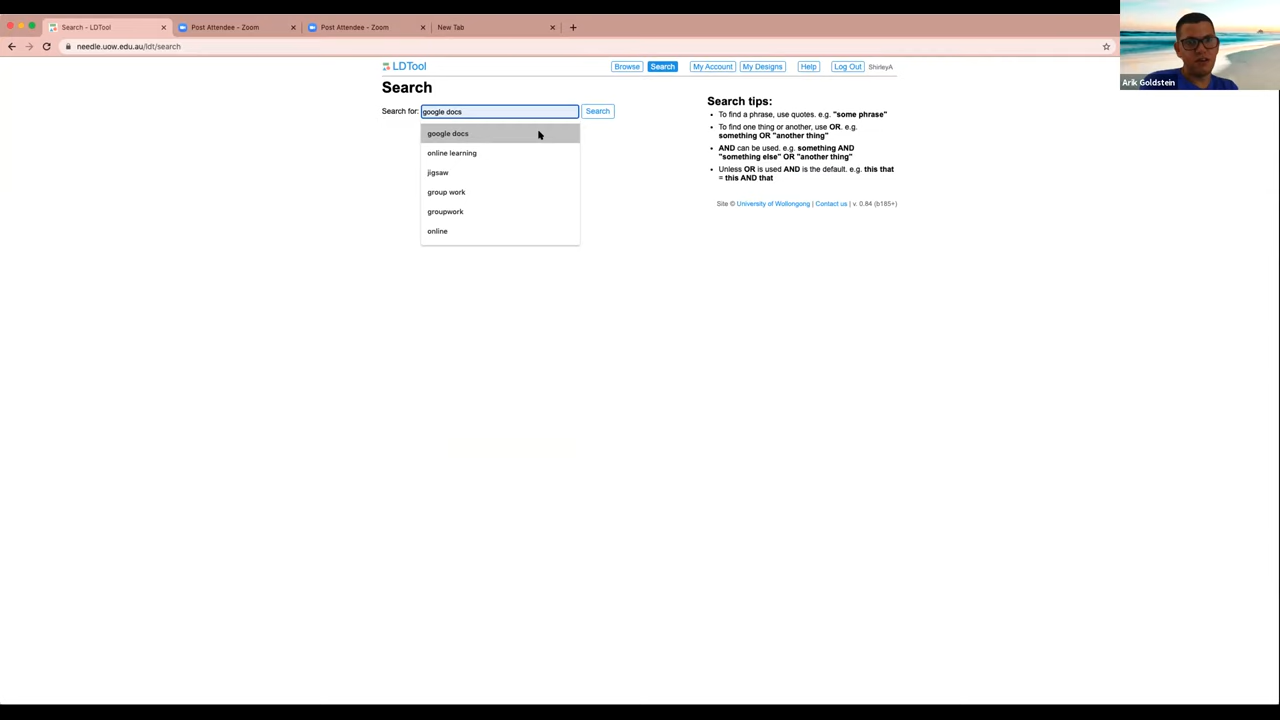 Search - LDTool
Post Attendee - Zoom
Post Attendee - Zoom
New Tab
needle.uow.edu.au/ldt/search
Arik Goldstein
LDTool
Browse
Search
My Account
My Designs
Help
Log Out
ShirleyA
Search
Search for:
google docs
Search
google docs
online learning
jigsaw
group work
groupwork
online
Search tips:
• To find a phrase, use quotes. e.g. "some phrase"
• To find one thing or another, use OR. e.g.
something OR "another thing"
• AND can be used. e.g. something AND
"something else" OR "another thing"
• Unless OR is used AND is the default. e.g. this that
= this AND that
Site © University of Wollongong | Contact us | v. 0.84 (b185+)